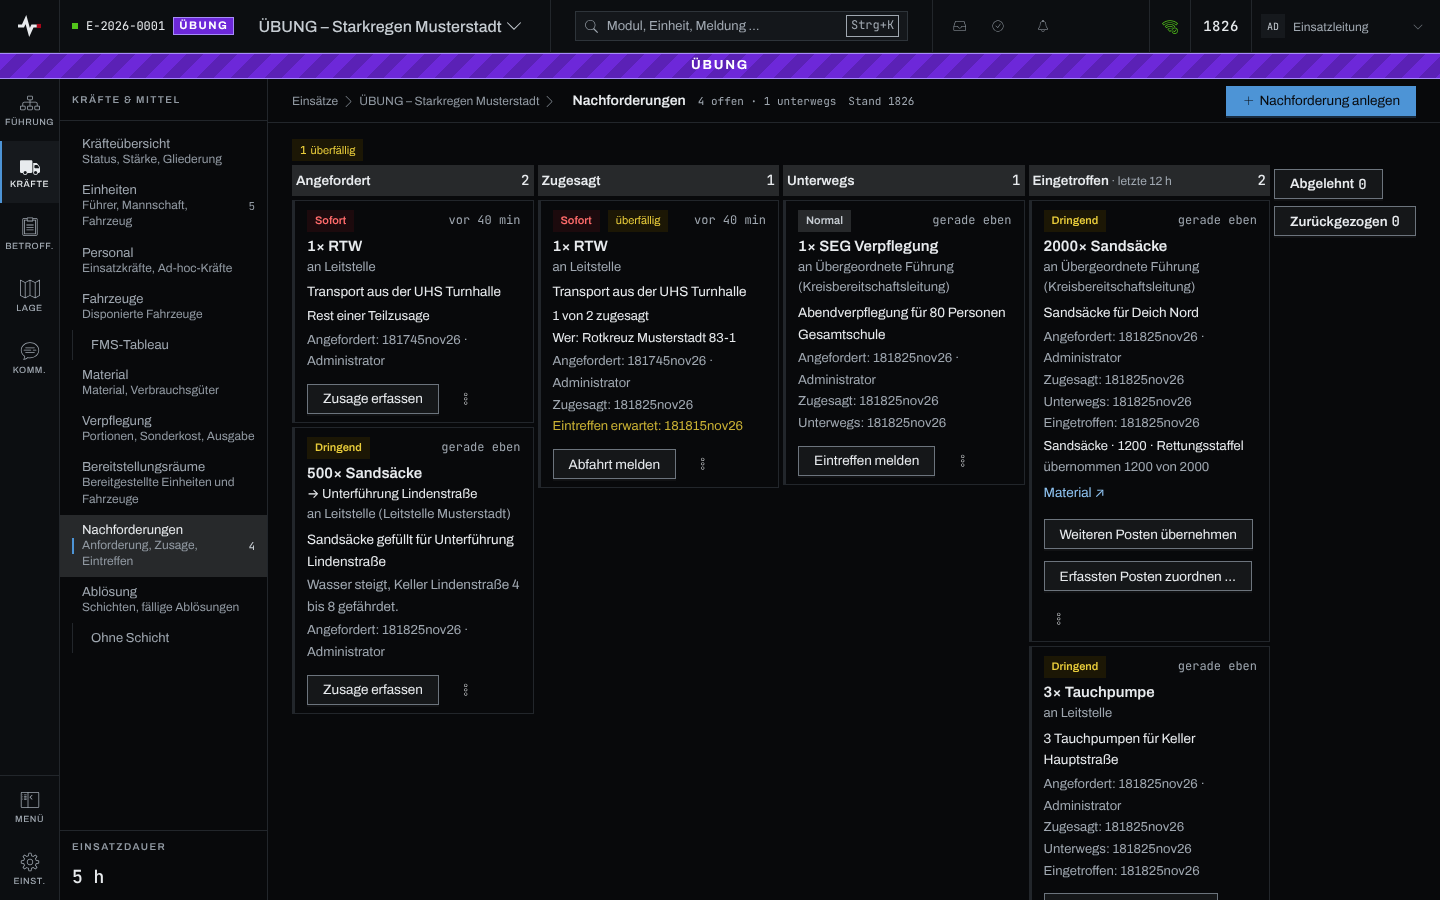 E-2026-0001 ÜBUNG
ÜBUNG – Starkregen Musterstadt
Modul, Einheit, Meldung ... Strg+K
1826
AD Einsatzleitung
ÜBUNG
FÜHRUNG
KRÄFTE
BETROFF.
LAGE
KOMM.
MENÜ
EINST.
KRÄFTE & MITTEL
Kräfteübersicht
Status, Stärke, Gliederung
Einheiten
Führer, Mannschaft,
Fahrzeug
5
Personal
Einsatzkräfte, Ad-hoc-Kräfte
Fahrzeuge
Disponierte Fahrzeuge
FMS-Tableau
Material
Material, Verbrauchsgüter
Verpflegung
Portionen, Sonderkost, Ausgabe
Bereitstellungsräume
Bereitgestellte Einheiten und
Fahrzeuge
Nachforderungen
Anforderung, Zusage,
Eintreffen
4
Ablösung
Schichten, fällige Ablösungen
Ohne Schicht
EINSATZDAUER
5 h
Einsätze
ÜBUNG – Starkregen Musterstadt
Nachforderungen
4 offen · 1 unterwegs Stand 1826
+ Nachforderung anlegen
1 überfällig
Angefordert 2
Sofort vor 40 min
1× RTW
an Leitstelle
Transport aus der UHS Turnhalle
Rest einer Teilzusage
Angefordert: 181745nov26 ·
Administrator
Zusage erfassen
Dringend gerade eben
500× Sandsäcke
→ Unterführung Lindenstraße
an Leitstelle (Leitstelle Musterstadt)
Sandsäcke gefüllt für Unterführung
Lindenstraße
Wasser steigt, Keller Lindenstraße 4
bis 8 gefährdet.
Angefordert: 181825nov26 ·
Administrator
Zusage erfassen
Zugesagt 1
Sofort überfällig vor 40 min
1× RTW
an Leitstelle
Transport aus der UHS Turnhalle
1 von 2 zugesagt
Wer: Rotkreuz Musterstadt 83-1
Angefordert: 181745nov26 ·
Administrator
Zugesagt: 181825nov26
Eintreffen erwartet: 181815nov26
Abfahrt melden
Unterwegs 1
Normal gerade eben
1× SEG Verpflegung
an Übergeordnete Führung
(Kreisbereitschaftsleitung)
Abendverpflegung für 80 Personen
Gesamtschule
Angefordert: 181825nov26 ·
Administrator
Zugesagt: 181825nov26
Unterwegs: 181825nov26
Eintreffen melden
Eingetroffen · letzte 12 h 2
Dringend gerade eben
2000× Sandsäcke
an Übergeordnete Führung
(Kreisbereitschaftsleitung)
Sandsäcke für Deich Nord
Angefordert: 181825nov26 ·
Administrator
Zugesagt: 181825nov26
Unterwegs: 181825nov26
Eingetroffen: 181825nov26
Sandsäcke · 1200 · Rettungsstaffel
übernommen 1200 von 2000
Material ↗
Weiteren Posten übernehmen
Erfassten Posten zuordnen ...
Dringend gerade eben
3× Tauchpumpe
an Leitstelle
3 Tauchpumpen für Keller
Hauptstraße
Angefordert: 181825nov26 ·
Administrator
Zugesagt: 181825nov26
Unterwegs: 181825nov26
Eingetroffen: 181825nov26
Abgelehnt 0
Zurückgezogen 0